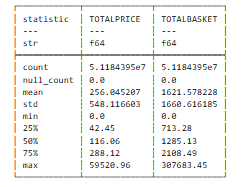 statistic TOTALPRICE TOTALBASKET
--- --- ---
str f64 f64
count 5.1184395e7 5.1184395e7
null_count 0.0 0.0
mean 256.045207 1621.578228
std 548.116603 1660.616185
min 0.0 0.0
25% 42.45 713.28
50% 116.06 1285.13
75% 288.12 2108.49
max 59520.96 307683.45